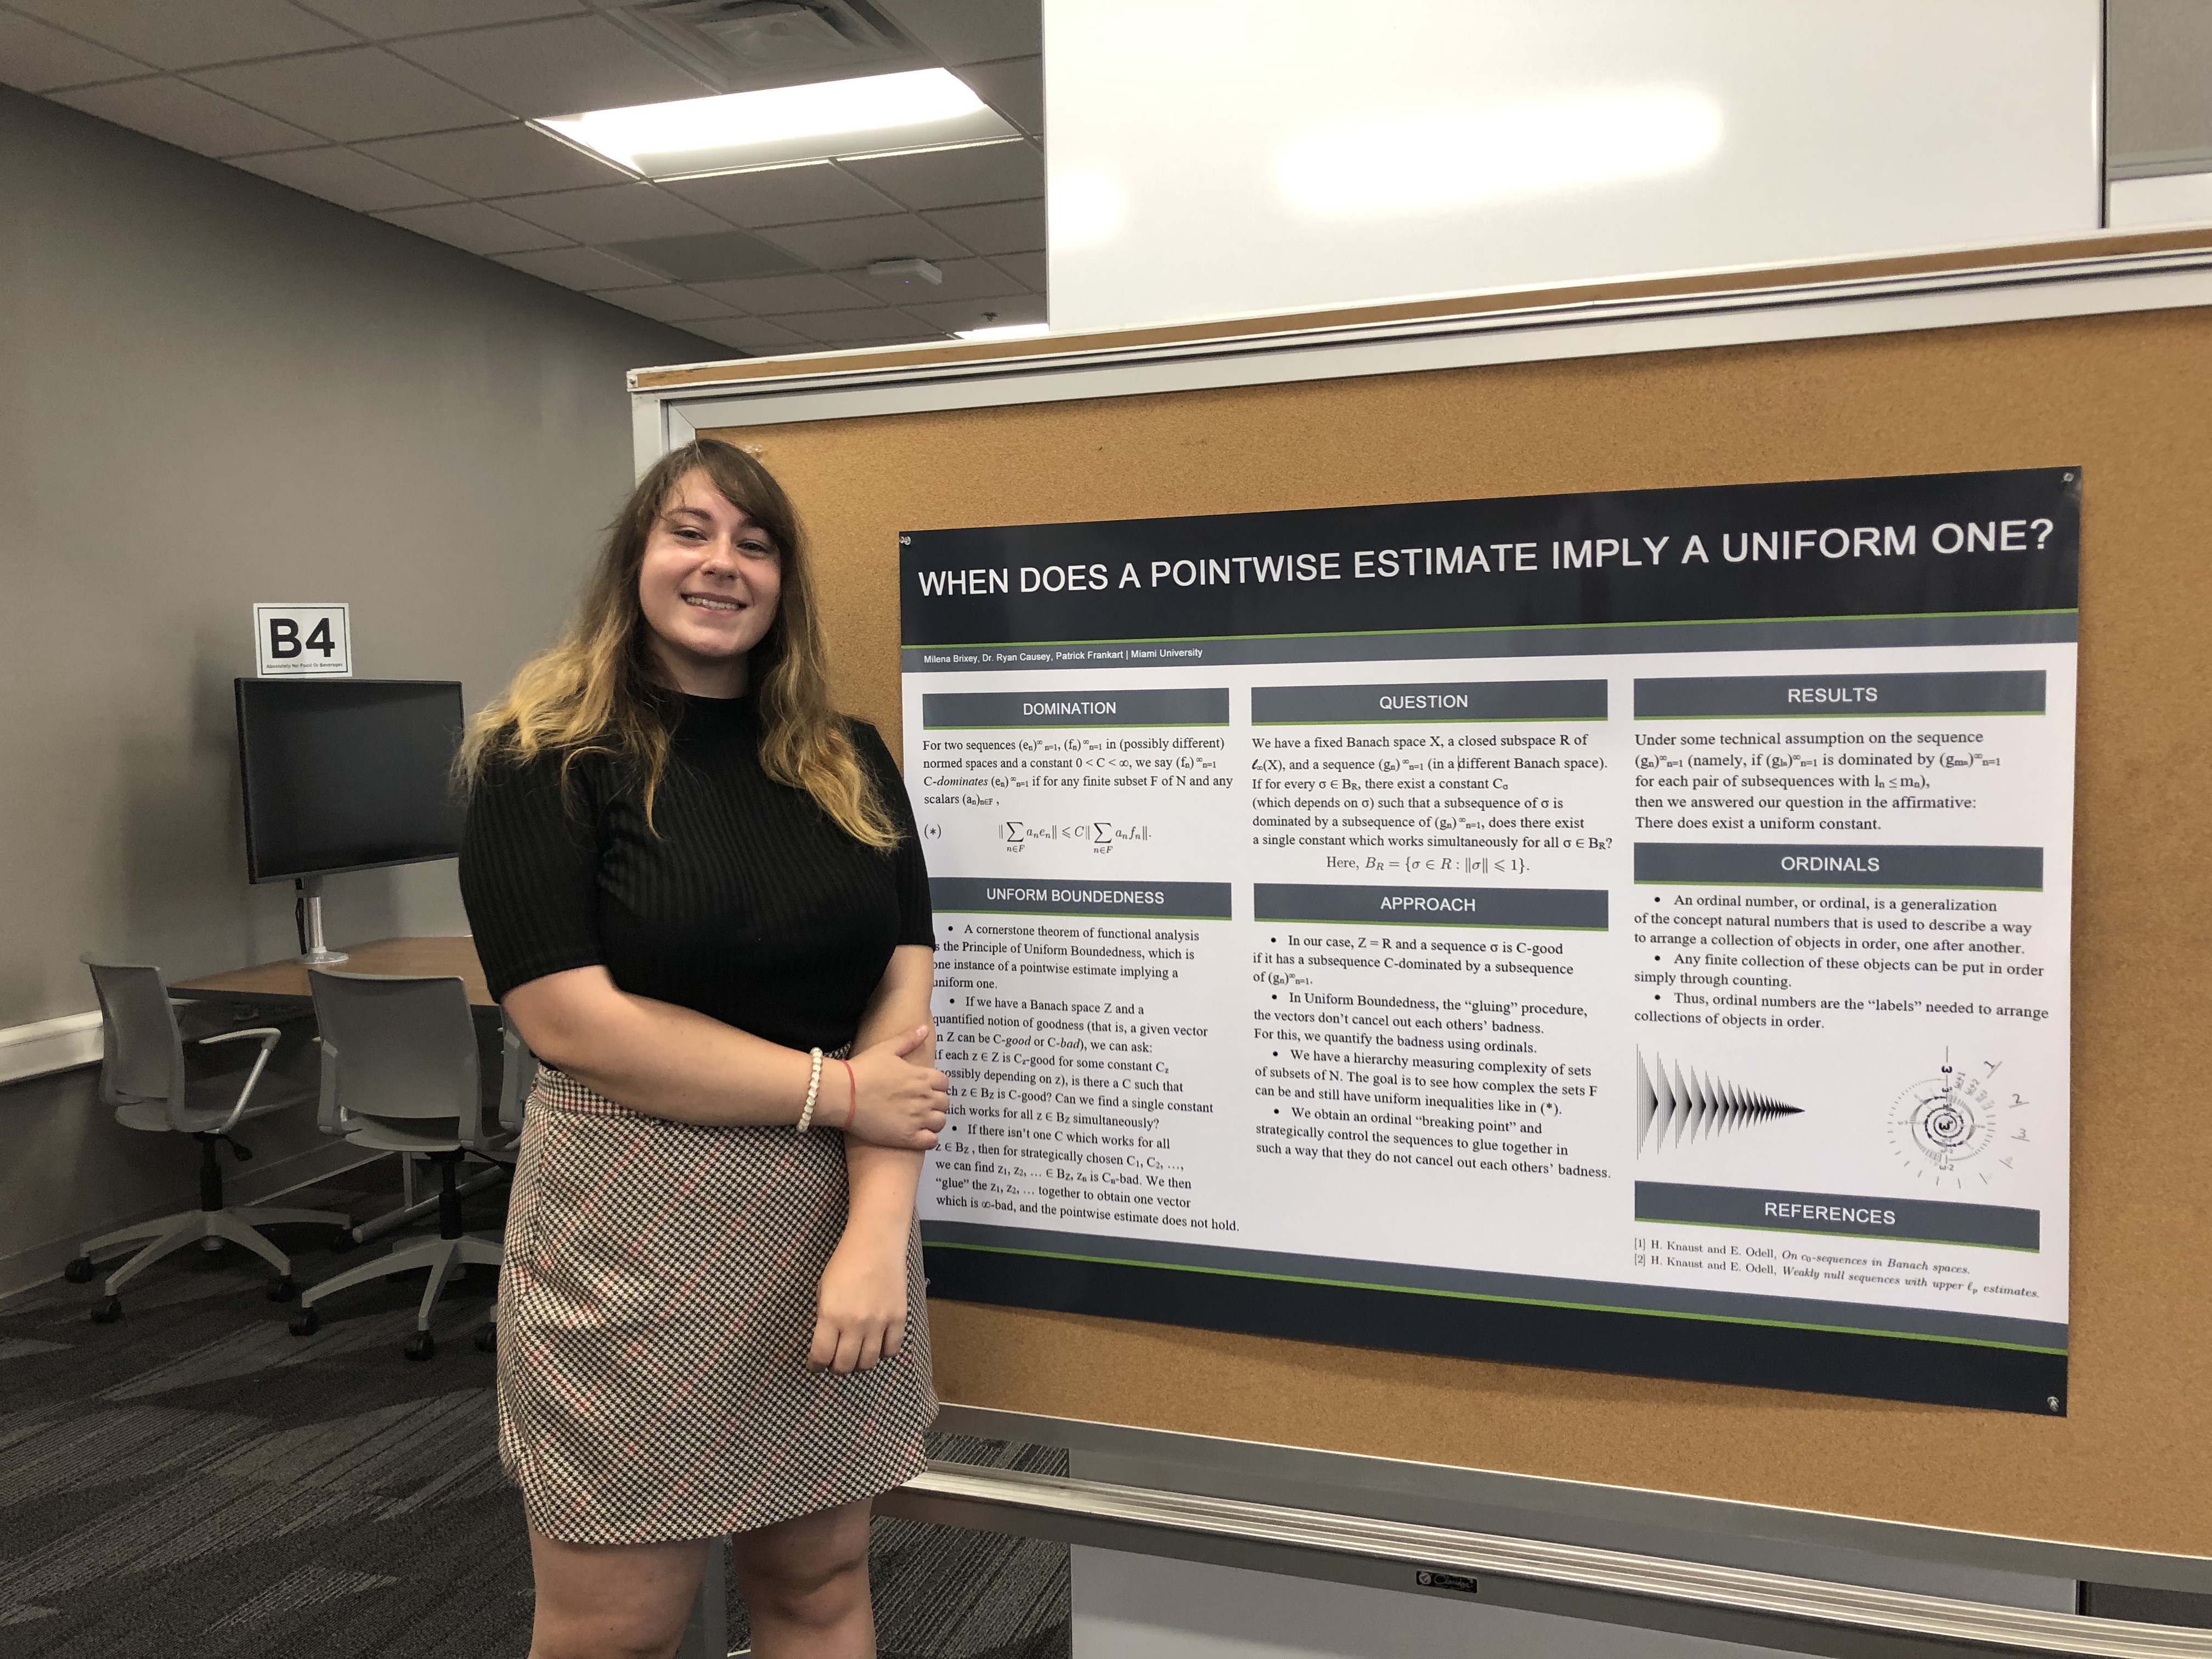 B4
Absolutely No Food Or Beverages
WHEN DOES A POINTWISE ESTIMATE IMPLY A UNIFORM ONE?
Milena Brixey, Dr. Ryan Causey, Patrick Frankart | Miami University
DOMINATION
For two sequences (eₙ)^∞ₙ₌₁, (fₙ)^∞ₙ₌₁ in (possibly different)
normed spaces and a constant 0 < C < ∞, we say (fₙ)^∞ₙ₌₁
C-dominates (eₙ)^∞ₙ₌₁ if for any finite subset F of N and any
scalars (aₙ)n∈F ,
(*) ‖∑n∈F aₙeₙ‖ ⩽ C‖∑n∈F aₙfₙ‖.
UNFORM BOUNDEDNESS
• A cornerstone theorem of functional analysis
s the Principle of Uniform Boundedness, which is
one instance of a pointwise estimate implying a
uniform one.
• If we have a Banach space Z and a
quantified notion of goodness (that is, a given vector
n Z can be C-good or C-bad), we can ask:
if each z ∈ Z is C_z-good for some constant C_z
possibly depending on z), is there a C such that
ch z ∈ B_Z is C-good? Can we find a single constant
hich works for all z ∈ B_Z simultaneously?
• If there isn't one C which works for all
z ∈ B_Z , then for strategically chosen C₁, C₂, …,
we can find z₁, z₂, … ∈ B_Z, zₙ is Cₙ-bad. We then
"glue" the z₁, z₂, … together to obtain one vector
which is ∞-bad, and the pointwise estimate does not hold.
QUESTION
We have a fixed Banach space X, a closed subspace R of
ℓ∞(X), and a sequence (gₙ)^∞ₙ₌₁ (in a different Banach space).
If for every σ ∈ B_R, there exist a constant C_σ
(which depends on σ) such that a subsequence of σ is
dominated by a subsequence of (gₙ)^∞ₙ₌₁, does there exist
a single constant which works simultaneously for all σ ∈ B_R?
Here, B_R = {σ ∈ R : ‖σ‖ ⩽ 1}.
APPROACH
• In our case, Z = R and a sequence σ is C-good
if it has a subsequence C-dominated by a subsequence
of (gₙ)^∞ₙ₌₁.
• In Uniform Boundedness, the "gluing" procedure,
the vectors don't cancel out each others' badness.
For this, we quantify the badness using ordinals.
• We have a hierarchy measuring complexity of sets
of subsets of N. The goal is to see how complex the sets F
can be and still have uniform inequalities like in (*).
• We obtain an ordinal "breaking point" and
strategically control the sequences to glue together in
such a way that they do not cancel out each others' badness.
RESULTS
Under some technical assumption on the sequence
(gₙ)^∞ₙ₌₁ (namely, if (g_lₙ)^∞ₙ₌₁ is dominated by (g_mₙ)^∞ₙ₌₁
for each pair of subsequences with lₙ ≤ mₙ),
then we answered our question in the affirmative:
There does exist a uniform constant.
ORDINALS
• An ordinal number, or ordinal, is a generalization
of the concept natural numbers that is used to describe a way
to arrange a collection of objects in order, one after another.
• Any finite collection of these objects can be put in order
simply through counting.
• Thus, ordinal numbers are the "labels" needed to arrange
collections of objects in order.
ω
1
2
3
REFERENCES
[1] H. Knaust and E. Odell, On c₀-sequences in Banach spaces.
[2] H. Knaust and E. Odell, Weakly null sequences with upper ℓₚ estimates.